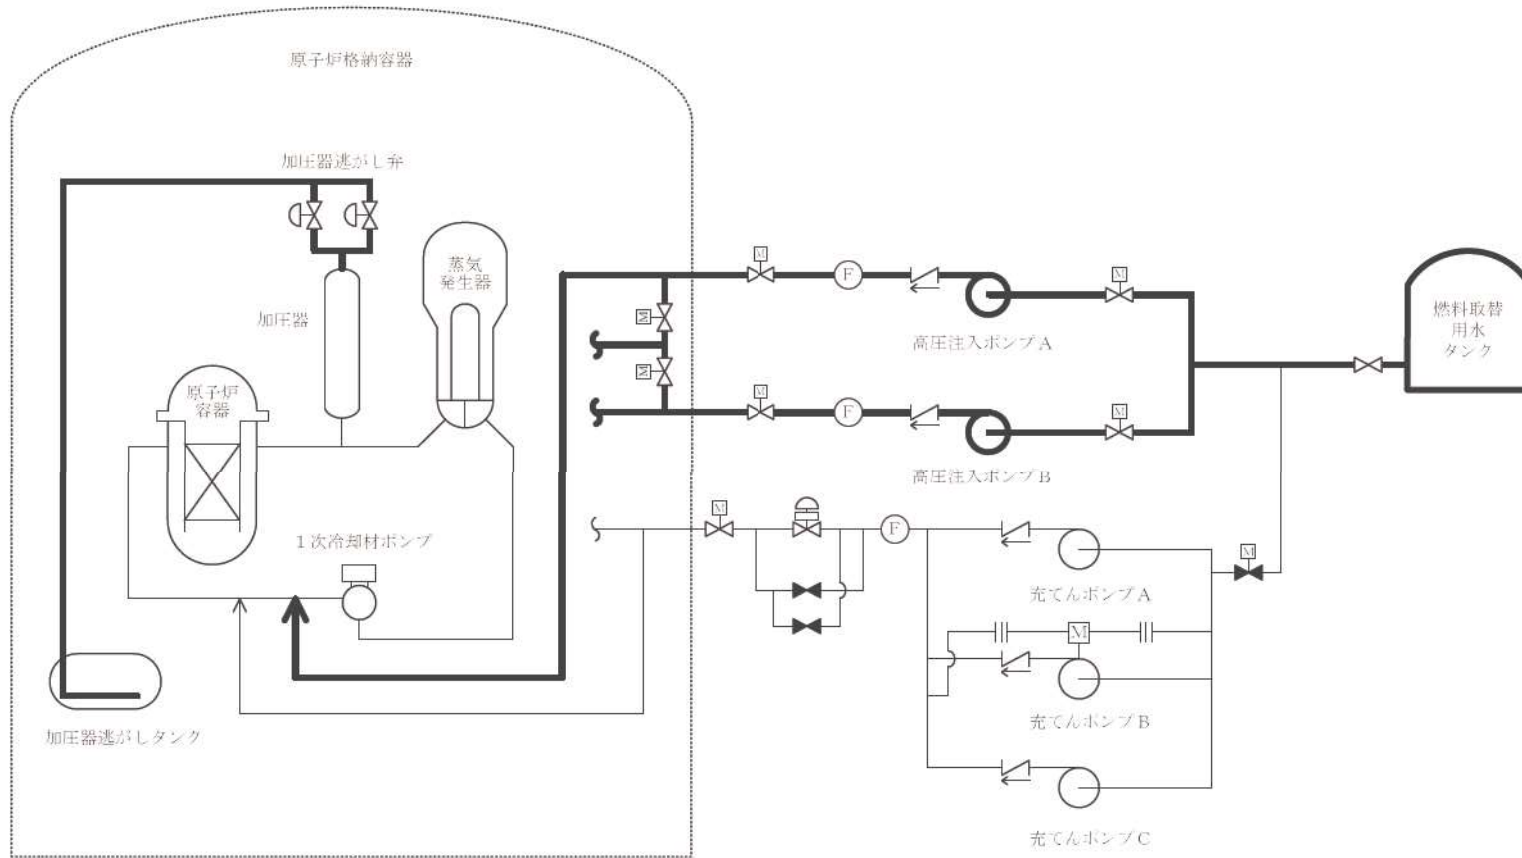 原子炉格納容器
加圧器逃がし弁
蒸気
発生器
加圧器
原子炉
容器
1次冷却材ポンプ
加圧器逃がしタンク
M
F
M
M
高圧注入ポンプA
M
M
F
M
高圧注入ポンプB
燃料取替
用水
タンク
M
F
M
充てんポンプA
M
充てんポンプB
充てんポンプC